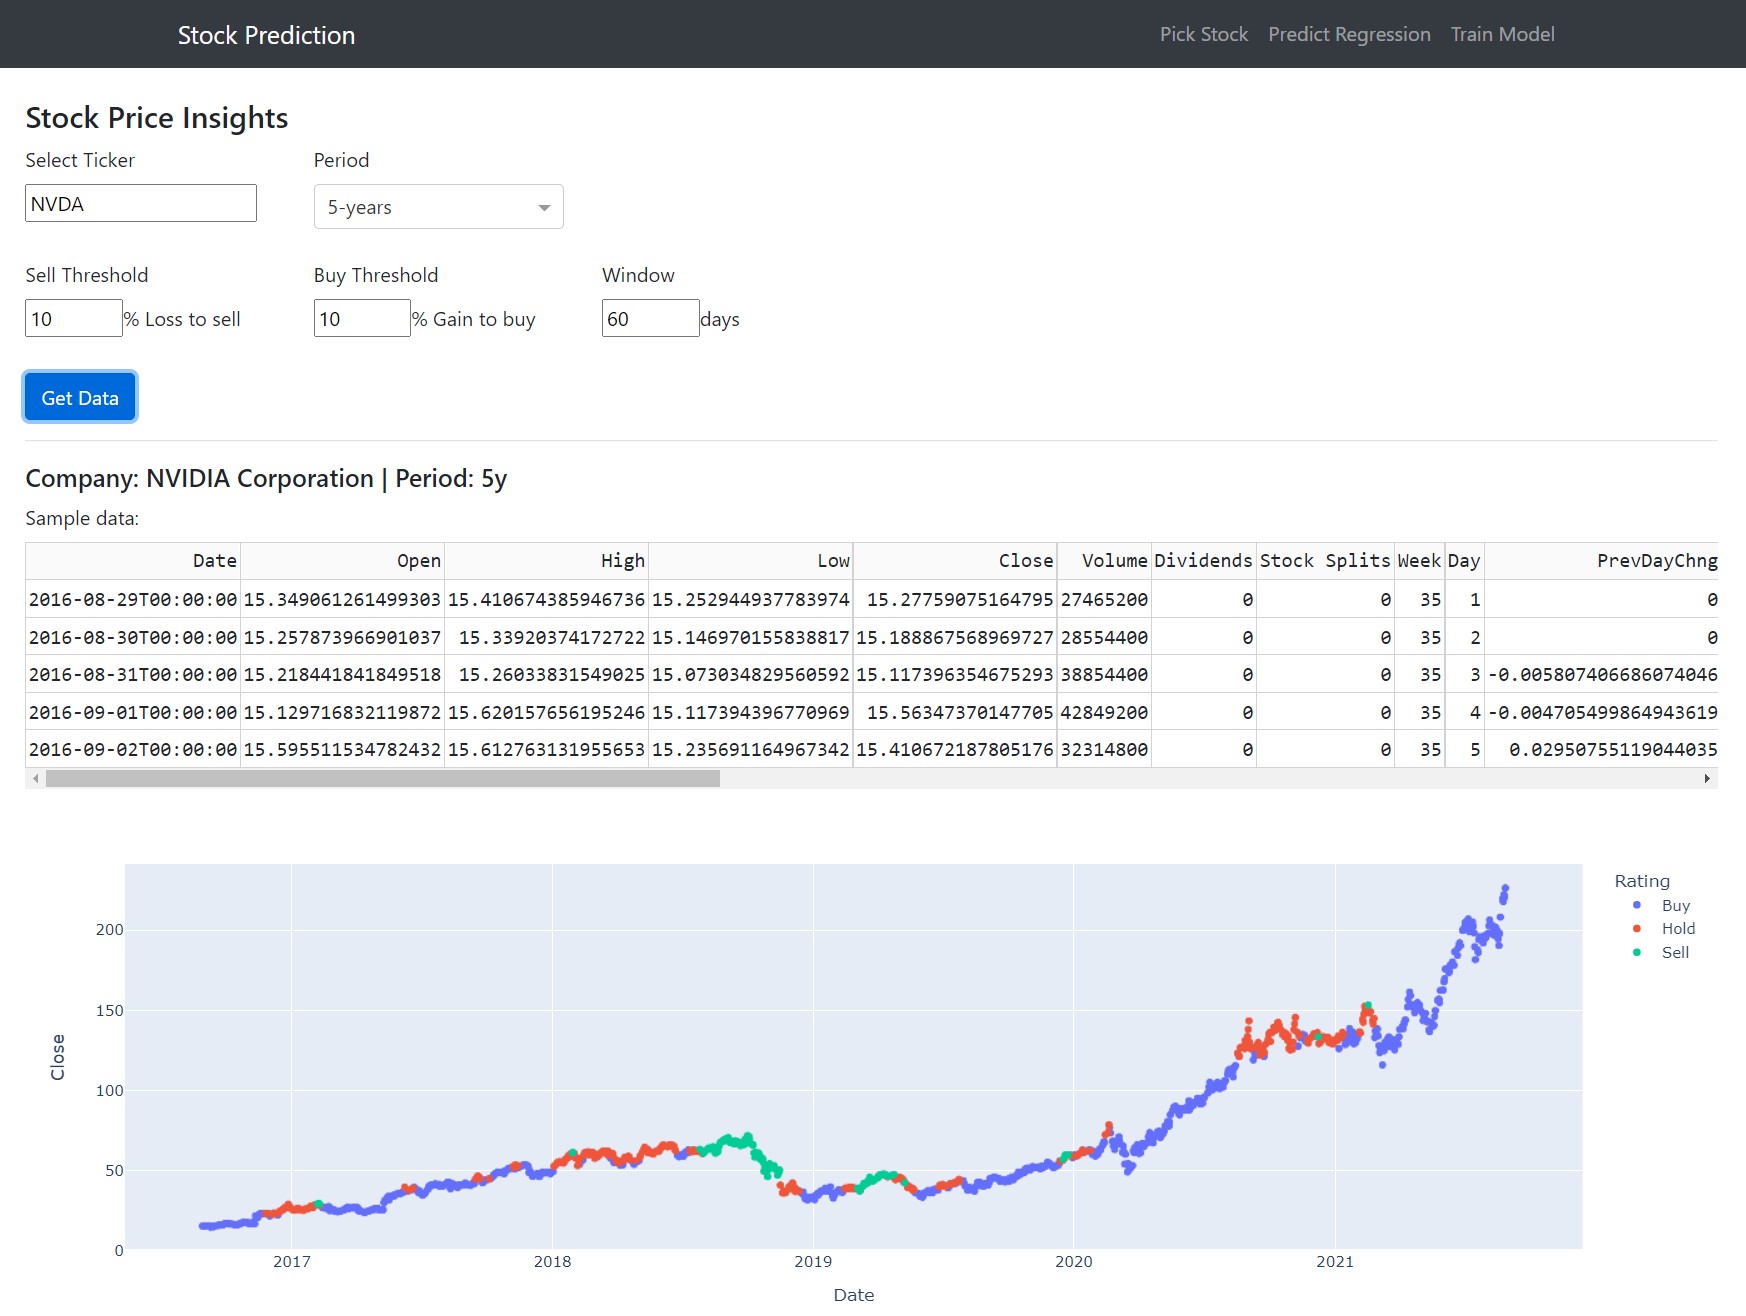 Stock Prediction Pick Stock Predict Regression Train Model
Stock Price Insights
Select Ticker Period
NVDA 5-years
Sell Threshold Buy Threshold Window
10 % Loss to sell 10 % Gain to buy 60 days
Get Data
Company: NVIDIA Corporation | Period: 5y
Sample data:
Date Open High Low Close Volume Dividends Stock Splits Week Day PrevDayChng
2016-08-29T00:00:00 15.349061261499303 15.410674385946736 15.252944937783974 15.27759075164795 27465200 0 0 35 1 0
2016-08-30T00:00:00 15.257873966901037 15.33920374172722 15.146970155838817 15.188867568969727 28554400 0 0 35 2 0
2016-08-31T00:00:00 15.218441841849518 15.26033831549025 15.073034829560592 15.117396354675293 38854400 0 0 35 3 -0.005807406686074046
2016-09-01T00:00:00 15.129716832119872 15.620157656195246 15.117394396770969 15.56347370147705 42849200 0 0 35 4 -0.004705499864943619
2016-09-02T00:00:00 15.595511534782432 15.612763131955653 15.235691164967342 15.410672187805176 32314800 0 0 35 5 0.02950755119044035
Rating
Buy
Hold
Sell
200
150
100
50
0
Close
2017 2018 2019 2020 2021
Date